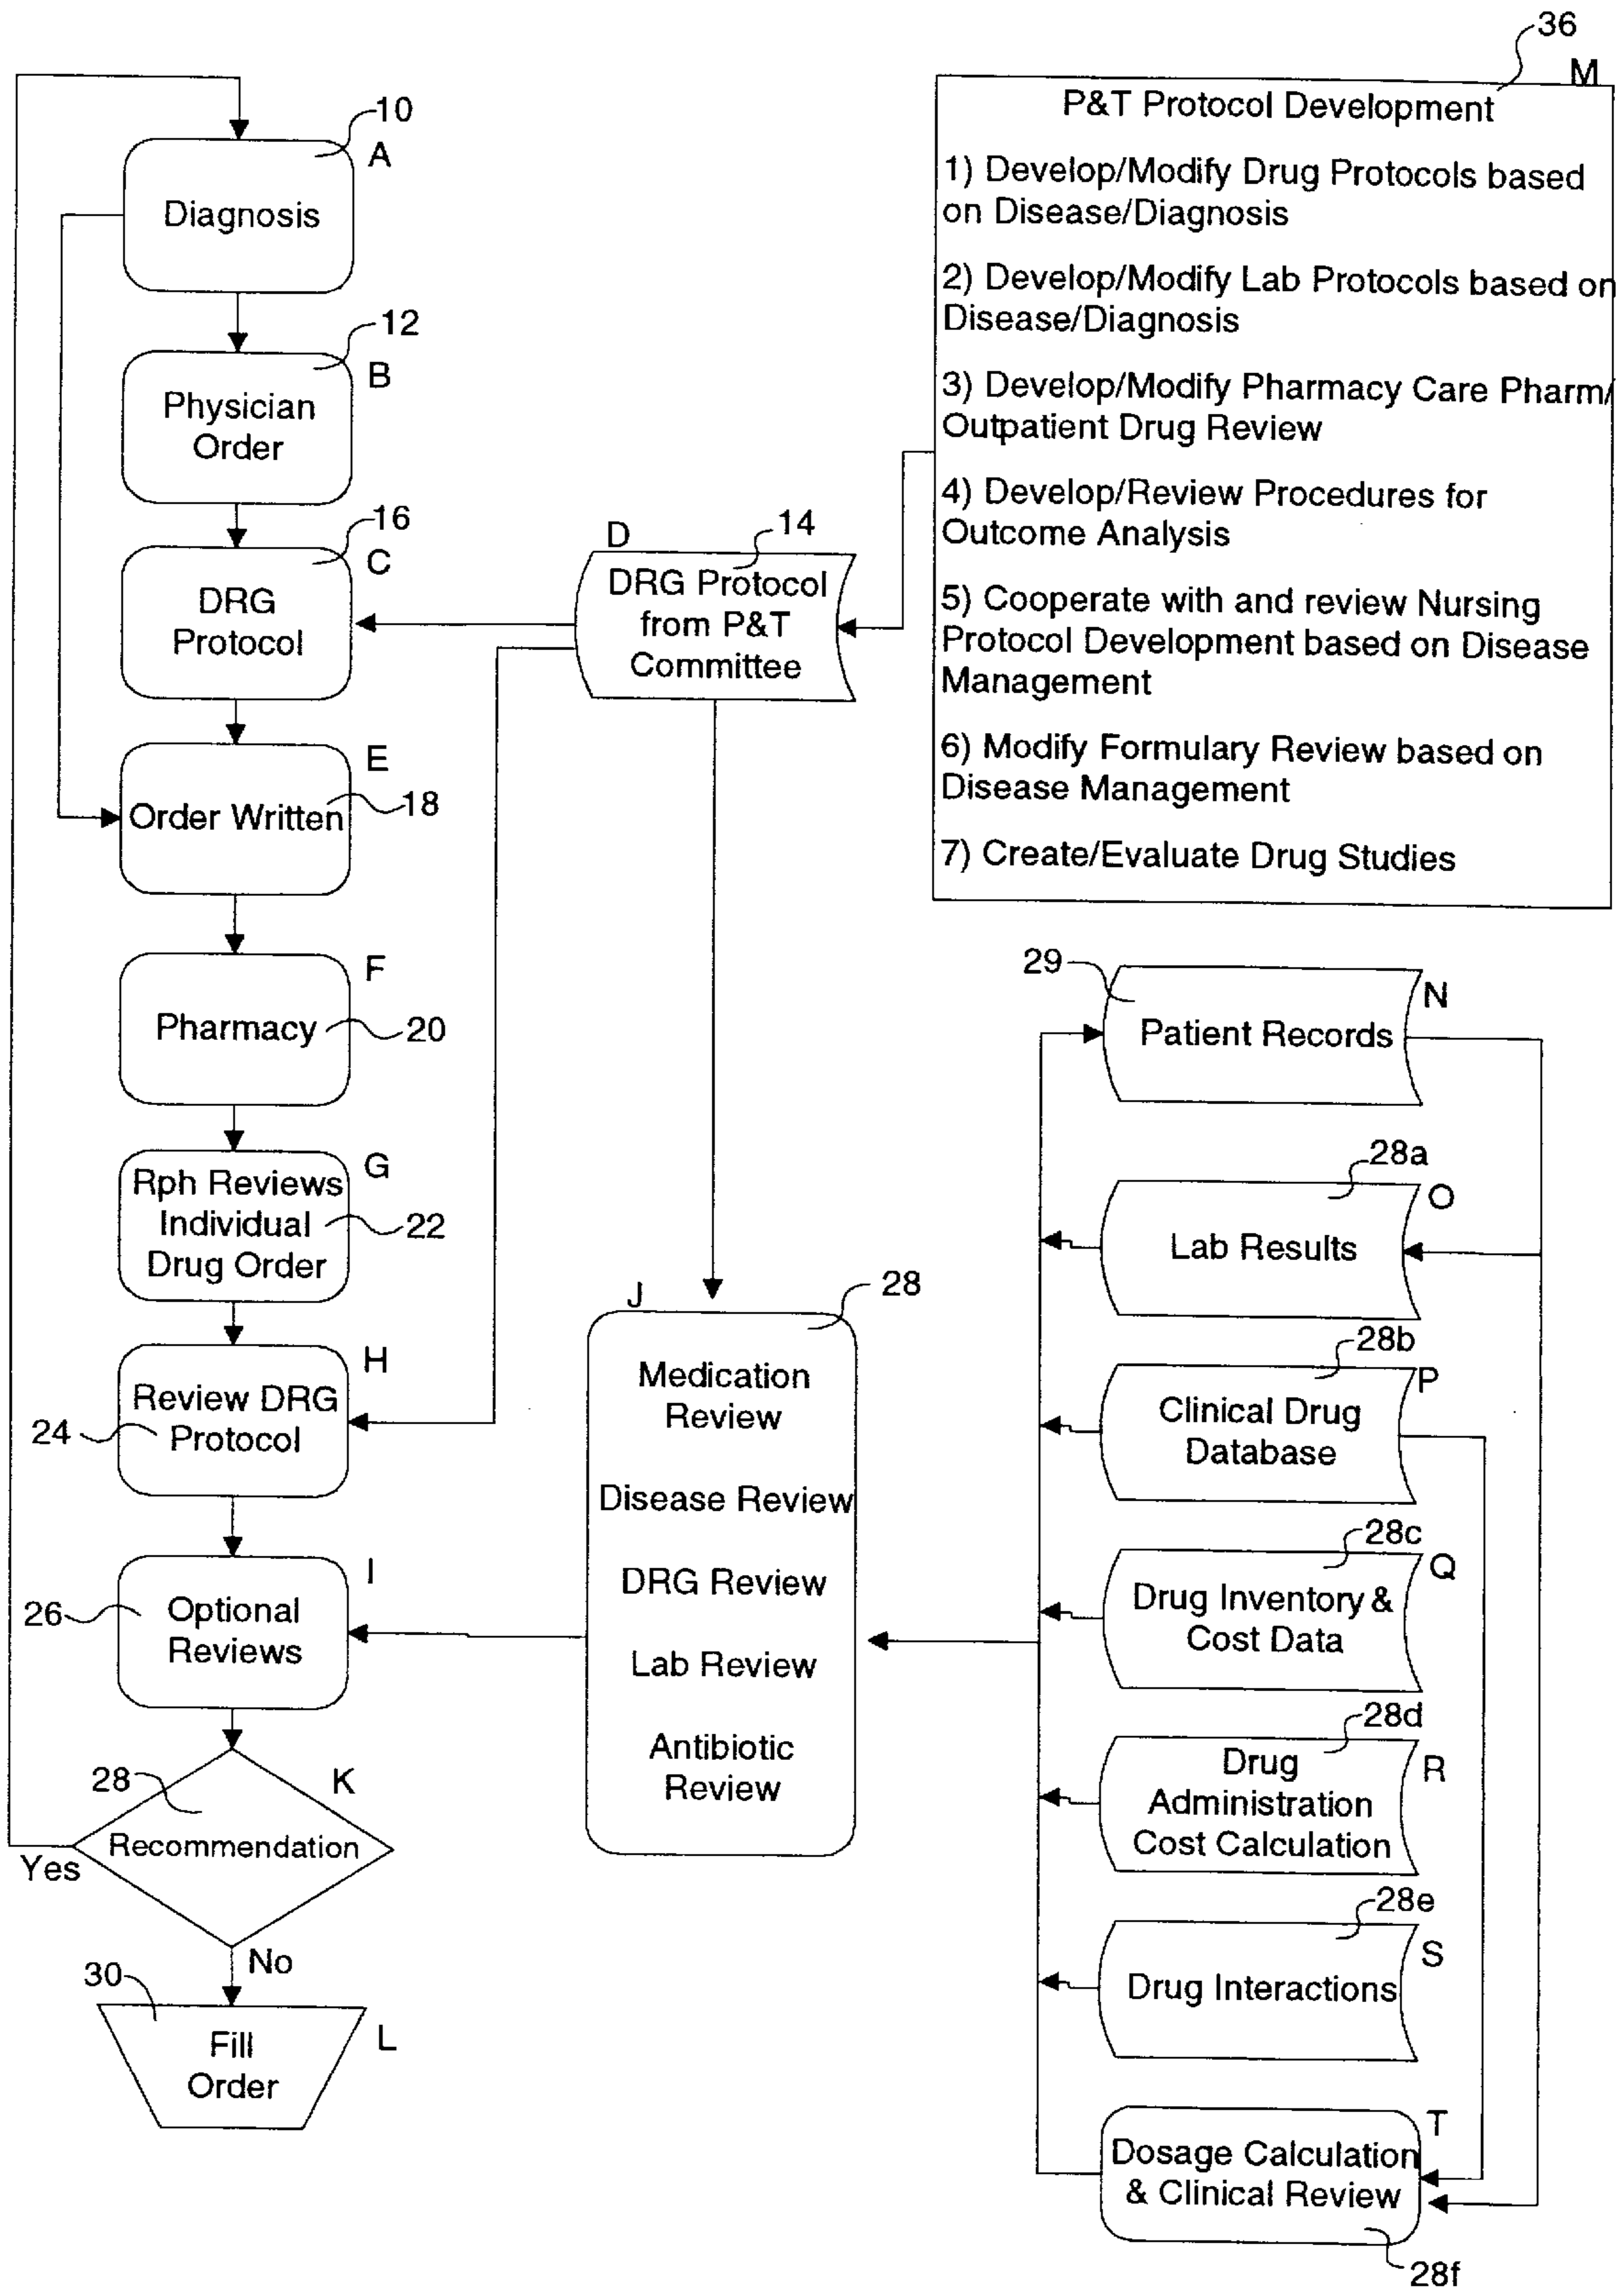 36
M
P&T Protocol Development
1) Develop/Modify Drug Protocols based
on Disease/Diagnosis
2) Develop/Modify Lab Protocols based on
Disease/Diagnosis
3) Develop/Modify Pharmacy Care Pharm/
Outpatient Drug Review
4) Develop/Review Procedures for
Outcome Analysis
5) Cooperate with and review Nursing
Protocol Development based on Disease
Management
6) Modify Formulary Review based on
Disease Management
7) Create/Evaluate Drug Studies
10
A
Diagnosis
12
B
Physician
Order
16
C
DRG
Protocol
D
14
DRG Protocol
from P&T
Committee
E
Order Written
18
F
Pharmacy
20
G
Rph Reviews
Individual
Drug Order
22
H
Review DRG
Protocol
24
I
Optional
Reviews
26
J
28
Medication
Review
Disease Review
DRG Review
Lab Review
Antibiotic
Review
28
K
Recommendation
Yes
No
30
Fill
Order
L
29
N
Patient Records
28a
O
Lab Results
28b
P
Clinical Drug
Database
28c
Q
Drug Inventory &
Cost Data
28d
R
Drug
Administration
Cost Calculation
28e
S
Drug Interactions
T
Dosage Calculation
& Clinical Review
28f